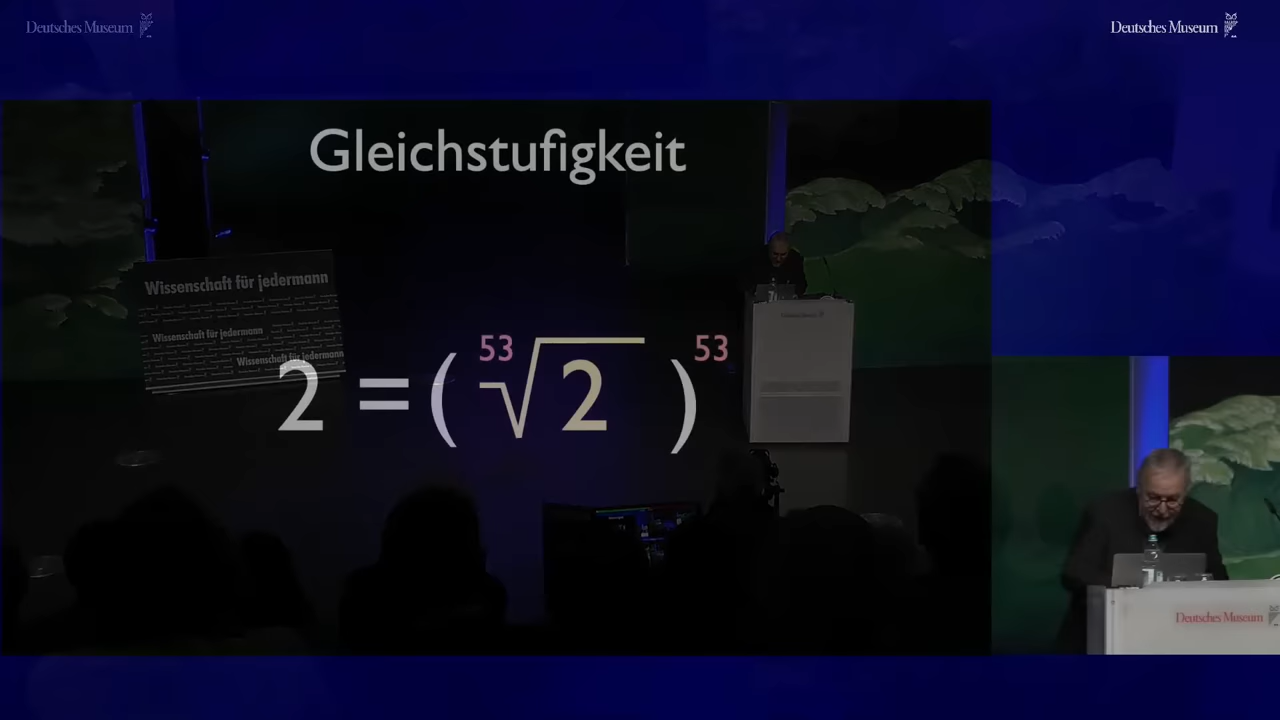 Deutsches Museum
Deutsches Museum
Gleichstufigkeit
Wissenschaft für jedermann
Wissenschaft für jedermann
Wissenschaft für jedermann
2 = ( ⁵³√2 )⁵³
Deutsches Museum